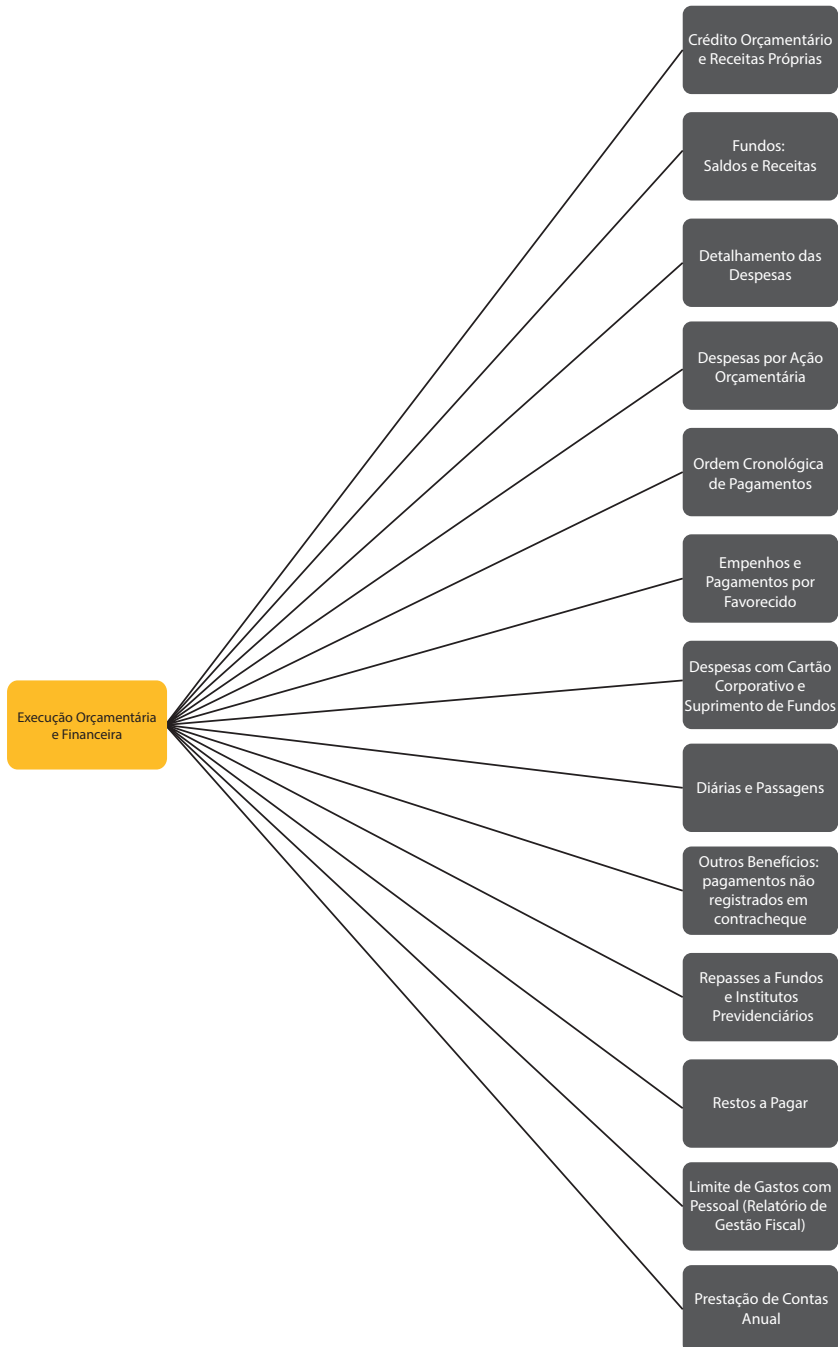 Crédito Orçamentário
e Receitas Próprias
Fundos:
Saldos e Receitas
Detalhamento das
Despesas
Despesas por Ação
Orçamentária
Ordem Cronológica
de Pagamentos
Empenhos e
Pagamentos por
Favorecido
Despesas com Cartão
Corporativo e
Suprimento de Fundos
Execução Orçamentária
e Financeira
Diárias e Passagens
Outros Benefícios:
pagamentos não
registrados em
contracheque
Repasses a Fundos
e Institutos
Previdenciários
Restos a Pagar
Limite de Gastos com
Pessoal (Relatório de
Gestão Fiscal)
Prestação de Contas
Anual